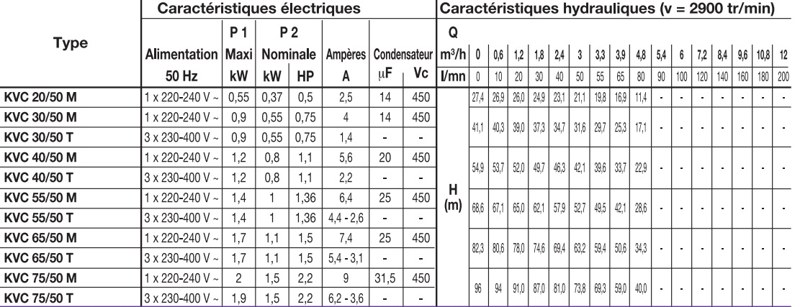 Caractéristiques électriques Caractéristiques hydrauliques (v = 2900 tr/min)
Type Alimentation 50 Hz P 1 Maxi kW P 2 Nominale kW HP Ampères A Condensateur µF Vc
Q
m³/h 0 0,6 1,2 1,8 2,4 3 3,3 3,9 4,8 5,4 6 7,2 8,4 9,6 10,8 12
l/mn 0 10 20 30 40 50 55 65 80 90 100 120 140 160 180 200
H (m)
KVC 20/50 M 1 x 220-240 V ~ 0,55 0,37 0,5 2,5 14 450 27,4 26,9 26,0 24,9 23,1 21,1 19,8 16,9 11,4 - - - - - - -
KVC 30/50 M 1 x 220-240 V ~ 0,9 0,55 0,75 4 14 450
41,1 40,3 39,0 37,3 34,7 31,6 29,7 25,3 17,1 - - - - - - -
KVC 30/50 T 3 x 230-400 V ~ 0,9 0,55 0,75 1,4 - -
KVC 40/50 M 1 x 220-240 V ~ 1,2 0,8 1,1 5,6 20 450
54,9 53,7 52,0 49,7 46,3 42,1 39,6 33,7 22,9 - - - - - - -
KVC 40/50 T 3 x 230-400 V ~ 1,2 0,8 1,1 2,2 - -
KVC 55/50 M 1 x 220-240 V ~ 1,4 1 1,36 6,4 25 450
68,6 67,1 65,0 62,1 57,9 52,7 49,5 42,1 28,6 - - - - - - -
KVC 55/50 T 3 x 230-400 V ~ 1,4 1 1,36 4,4 - 2,6 - -
KVC 65/50 M 1 x 220-240 V ~ 1,7 1,1 1,5 7,4 25 450
82,3 80,6 78,0 74,6 69,4 63,2 59,4 50,6 34,3 - - - - - - -
KVC 65/50 T 3 x 230-400 V ~ 1,7 1,1 1,5 5,4 - 3,1 - -
KVC 75/50 M 1 x 220-240 V ~ 2 1,5 2,2 9 31,5 450
96 94 91,0 87,0 81,0 73,8 69,3 59,0 40,0 - - - - - - -
KVC 75/50 T 3 x 230-400 V ~ 1,9 1,5 2,2 6,2 - 3,6 - -